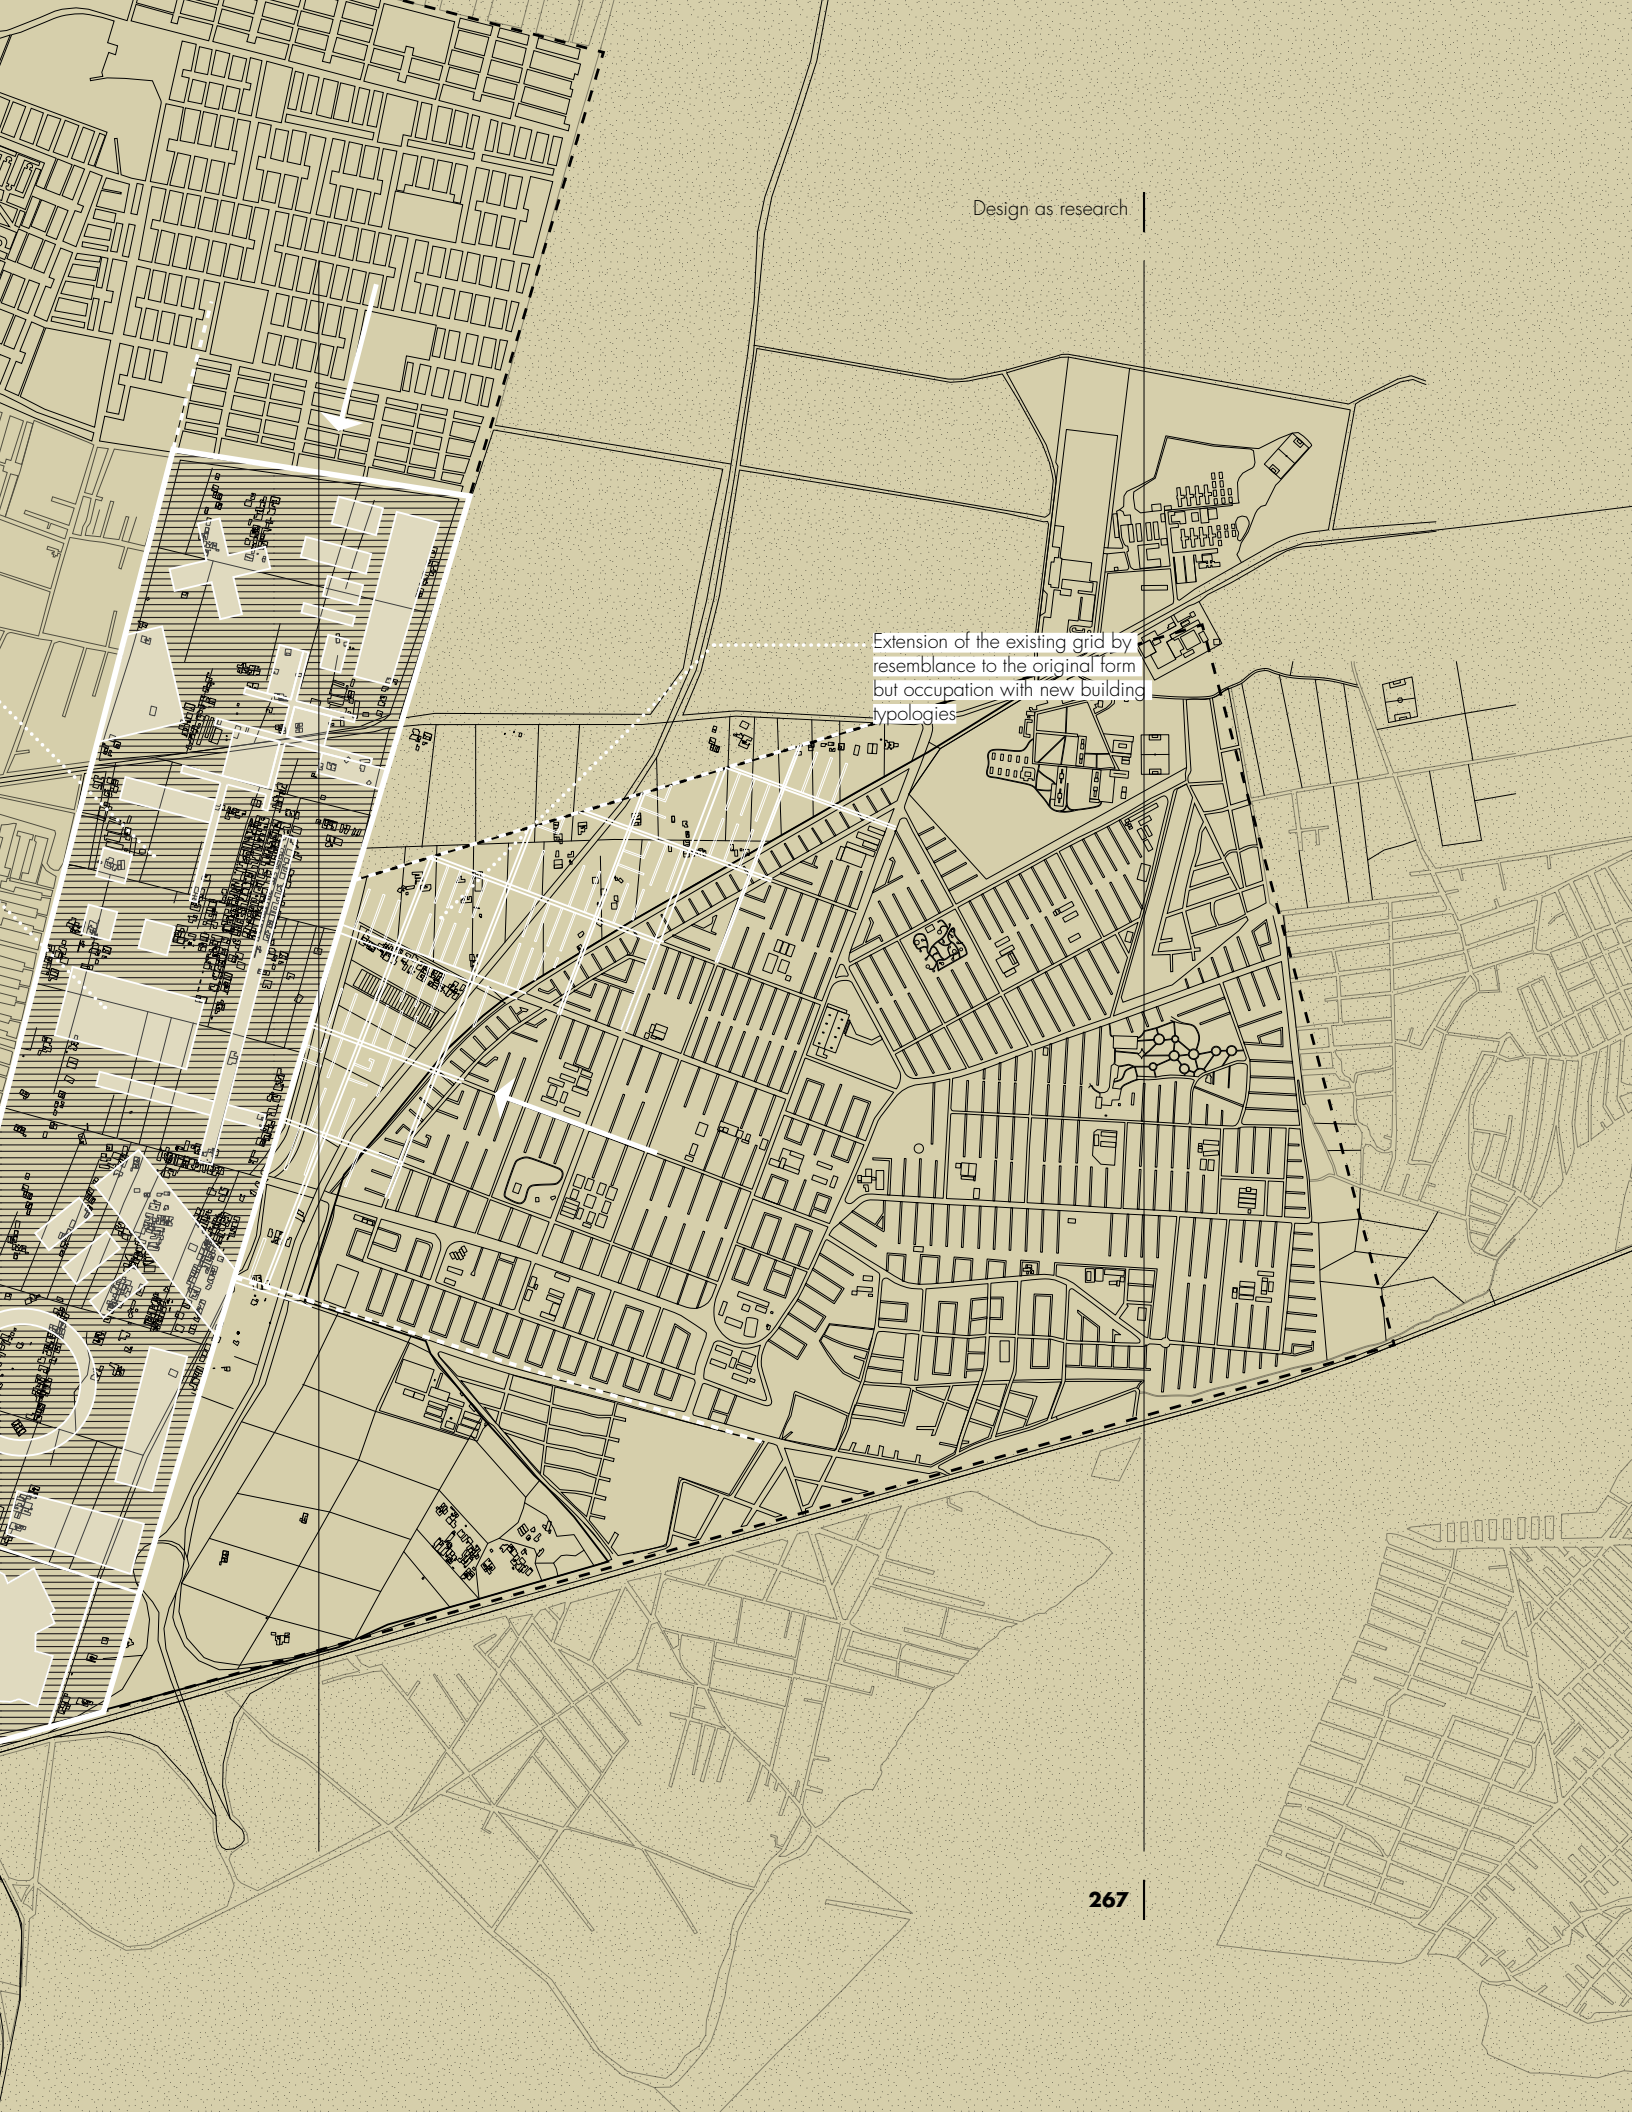 Design as research
Extension of the existing grid by
resemblance to the original form
but occupation with new building
typologies
267